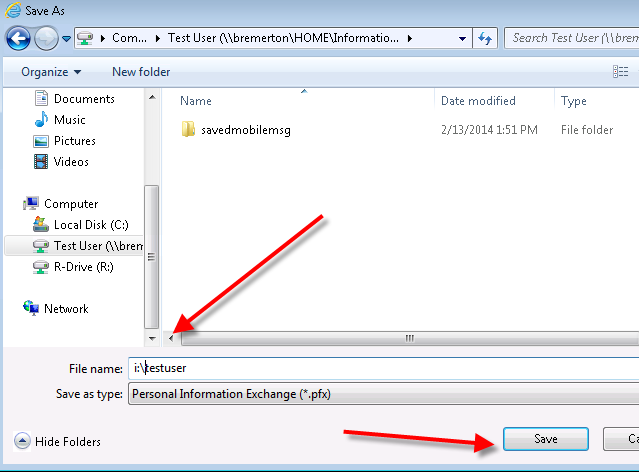 Save As
Com... Test User (\\bremerton\HOME\Informatio... Search Test User (\\brem
Organize New folder
Documents
Music
Pictures
Videos
Computer
Local Disk (C:)
Test User (\\brem
R-Drive (R:)
Network
Name Date modified Type
savedmobilemsg 2/13/2014 1:51 PM File folder
File name: i:\testuser
Save as type: Personal Information Exchange (*.pfx)
Hide Folders Save Ca